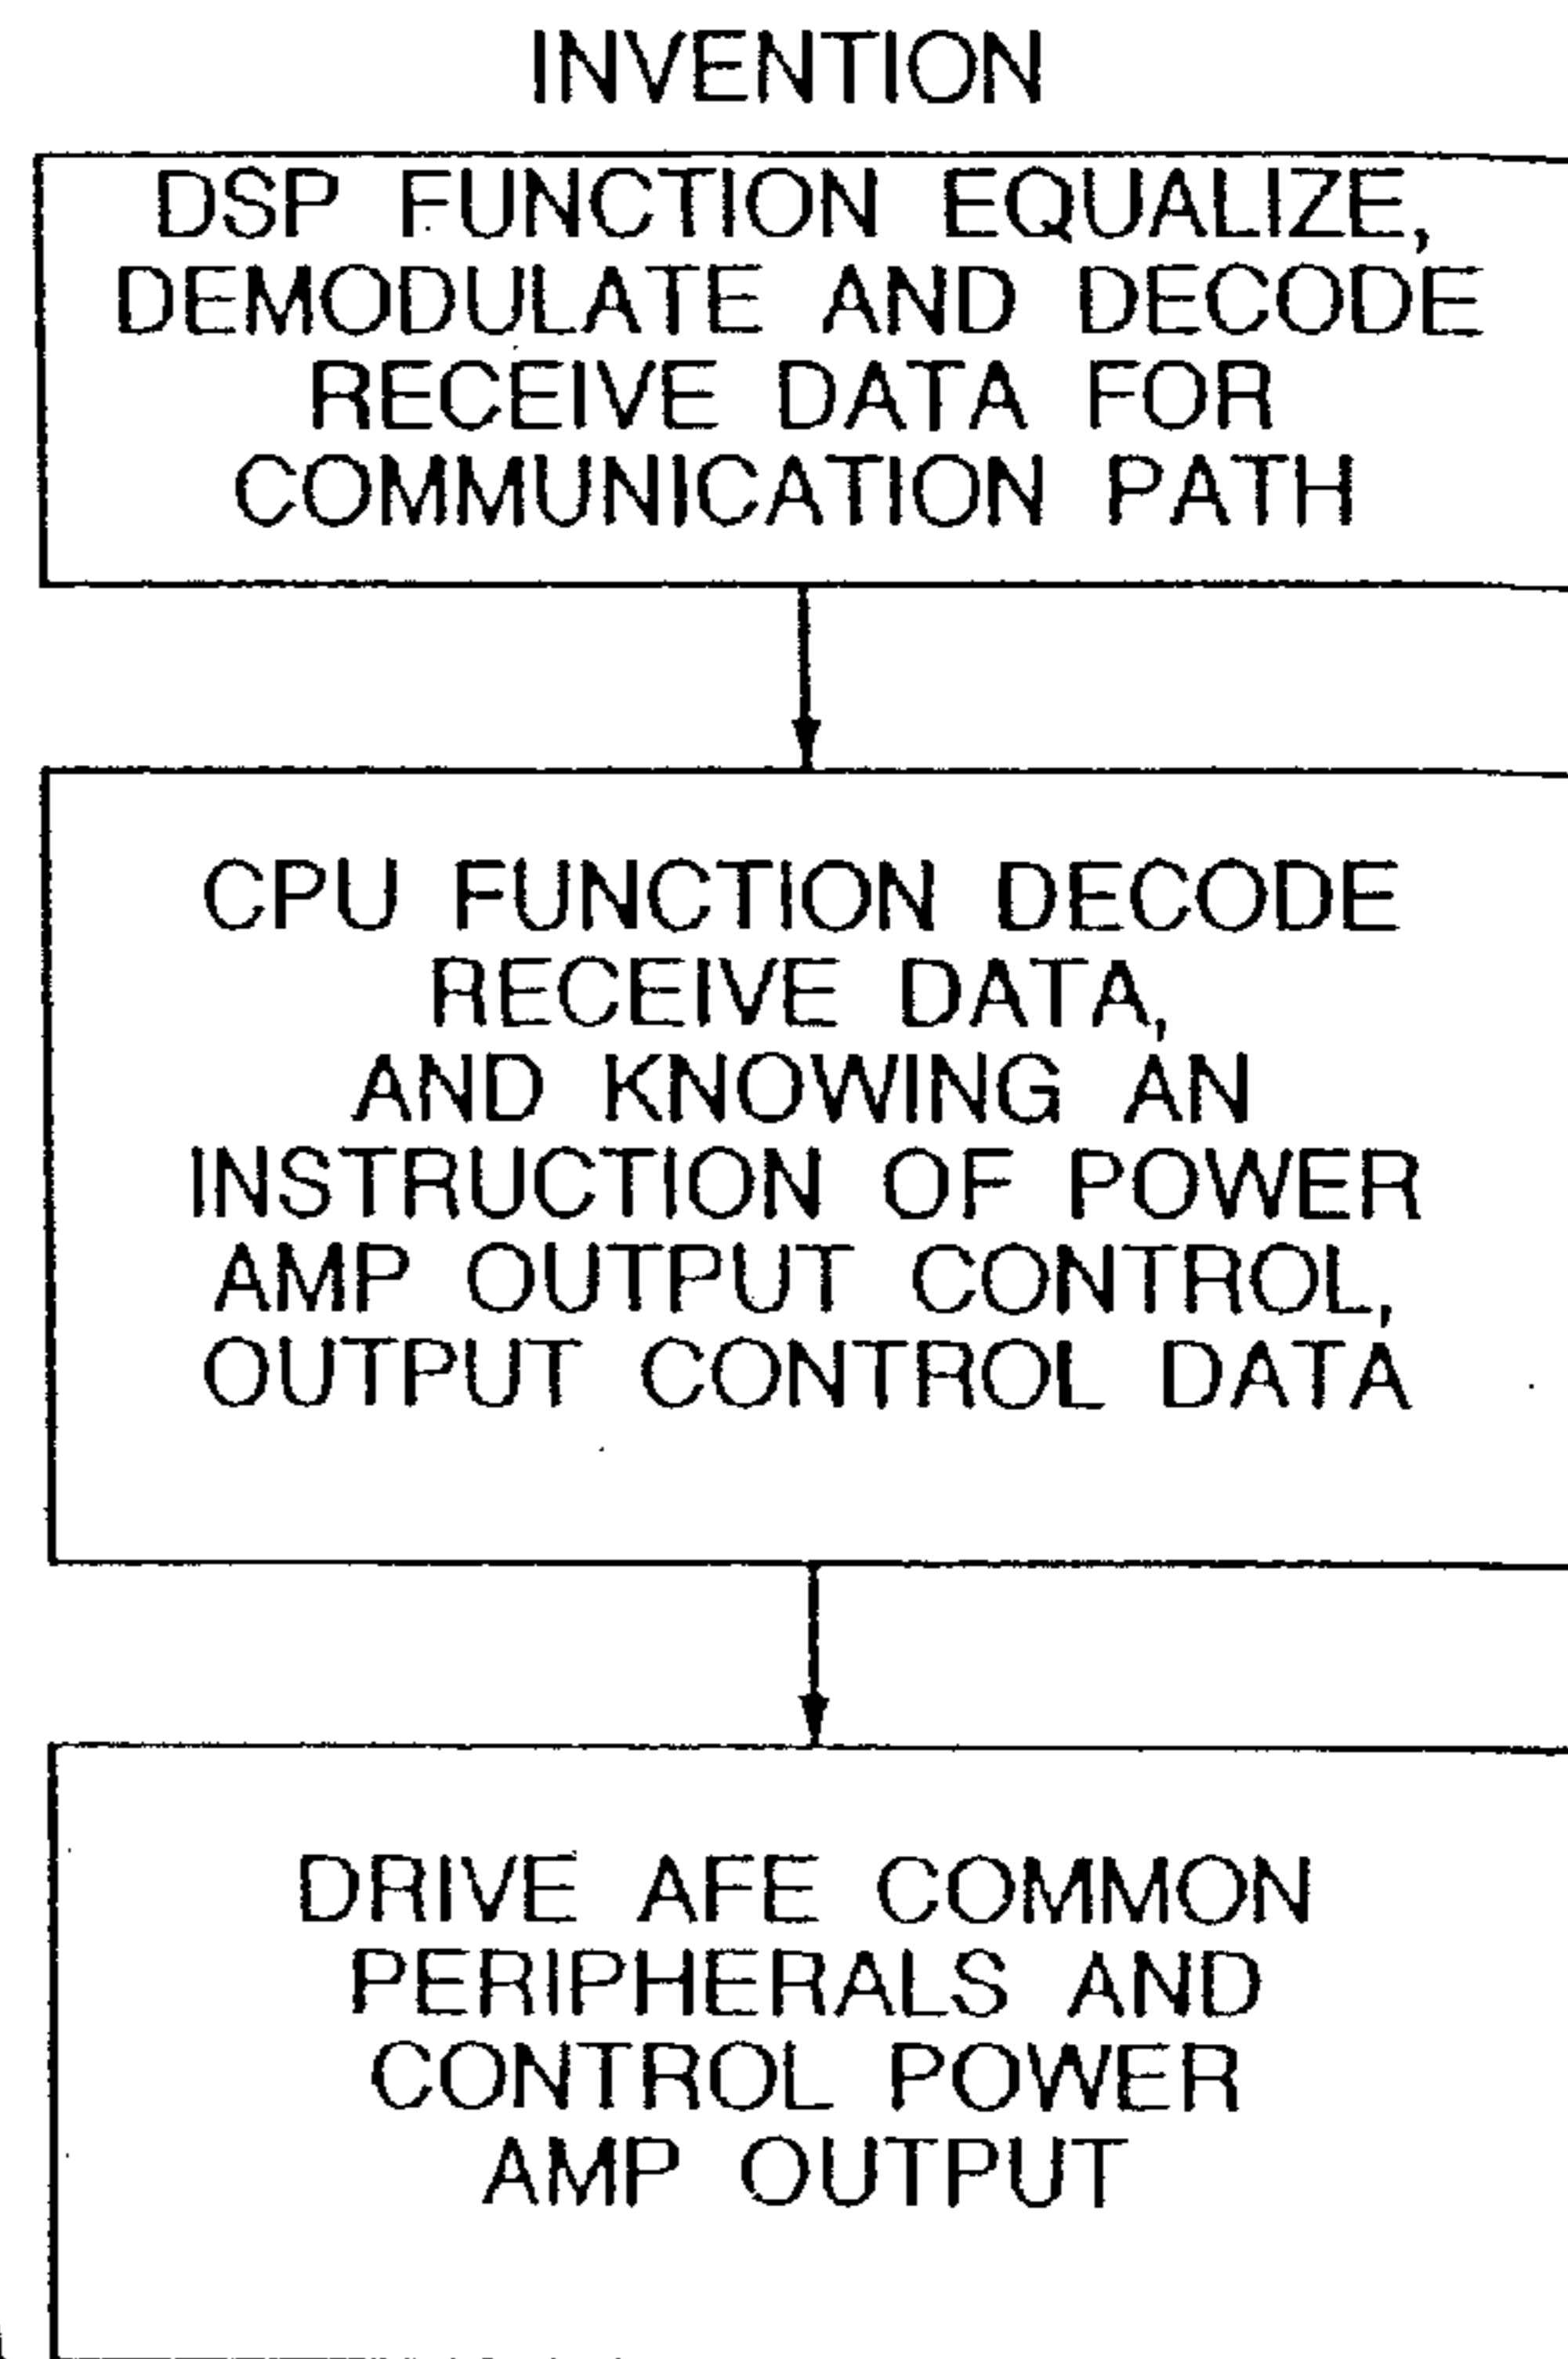 INVENTION
DSP FUNCTION EQUALIZE,
DEMODULATE AND DECODE
RECEIVE DATA FOR
COMMUNICATION PATH
CPU FUNCTION DECODE
RECEIVE DATA,
AND KNOWING AN
INSTRUCTION OF POWER
AMP OUTPUT CONTROL,
OUTPUT CONTROL DATA
DRIVE AFE COMMON
PERIPHERALS AND
CONTROL POWER
AMP OUTPUT